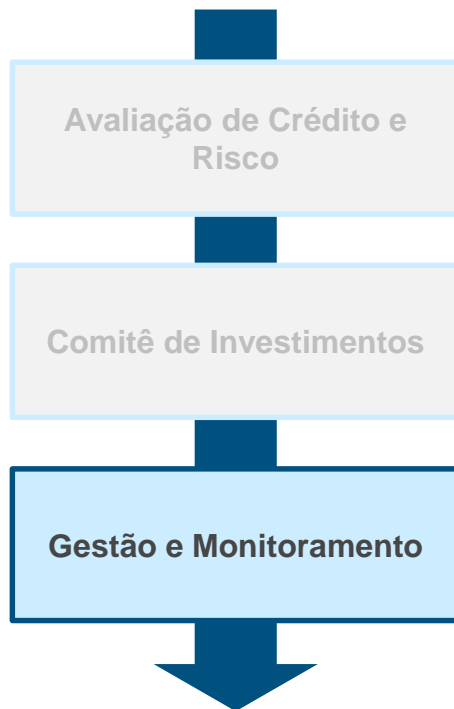 Avaliação de Crédito e
Risco
Comitê de Investimentos
Gestão e Monitoramento